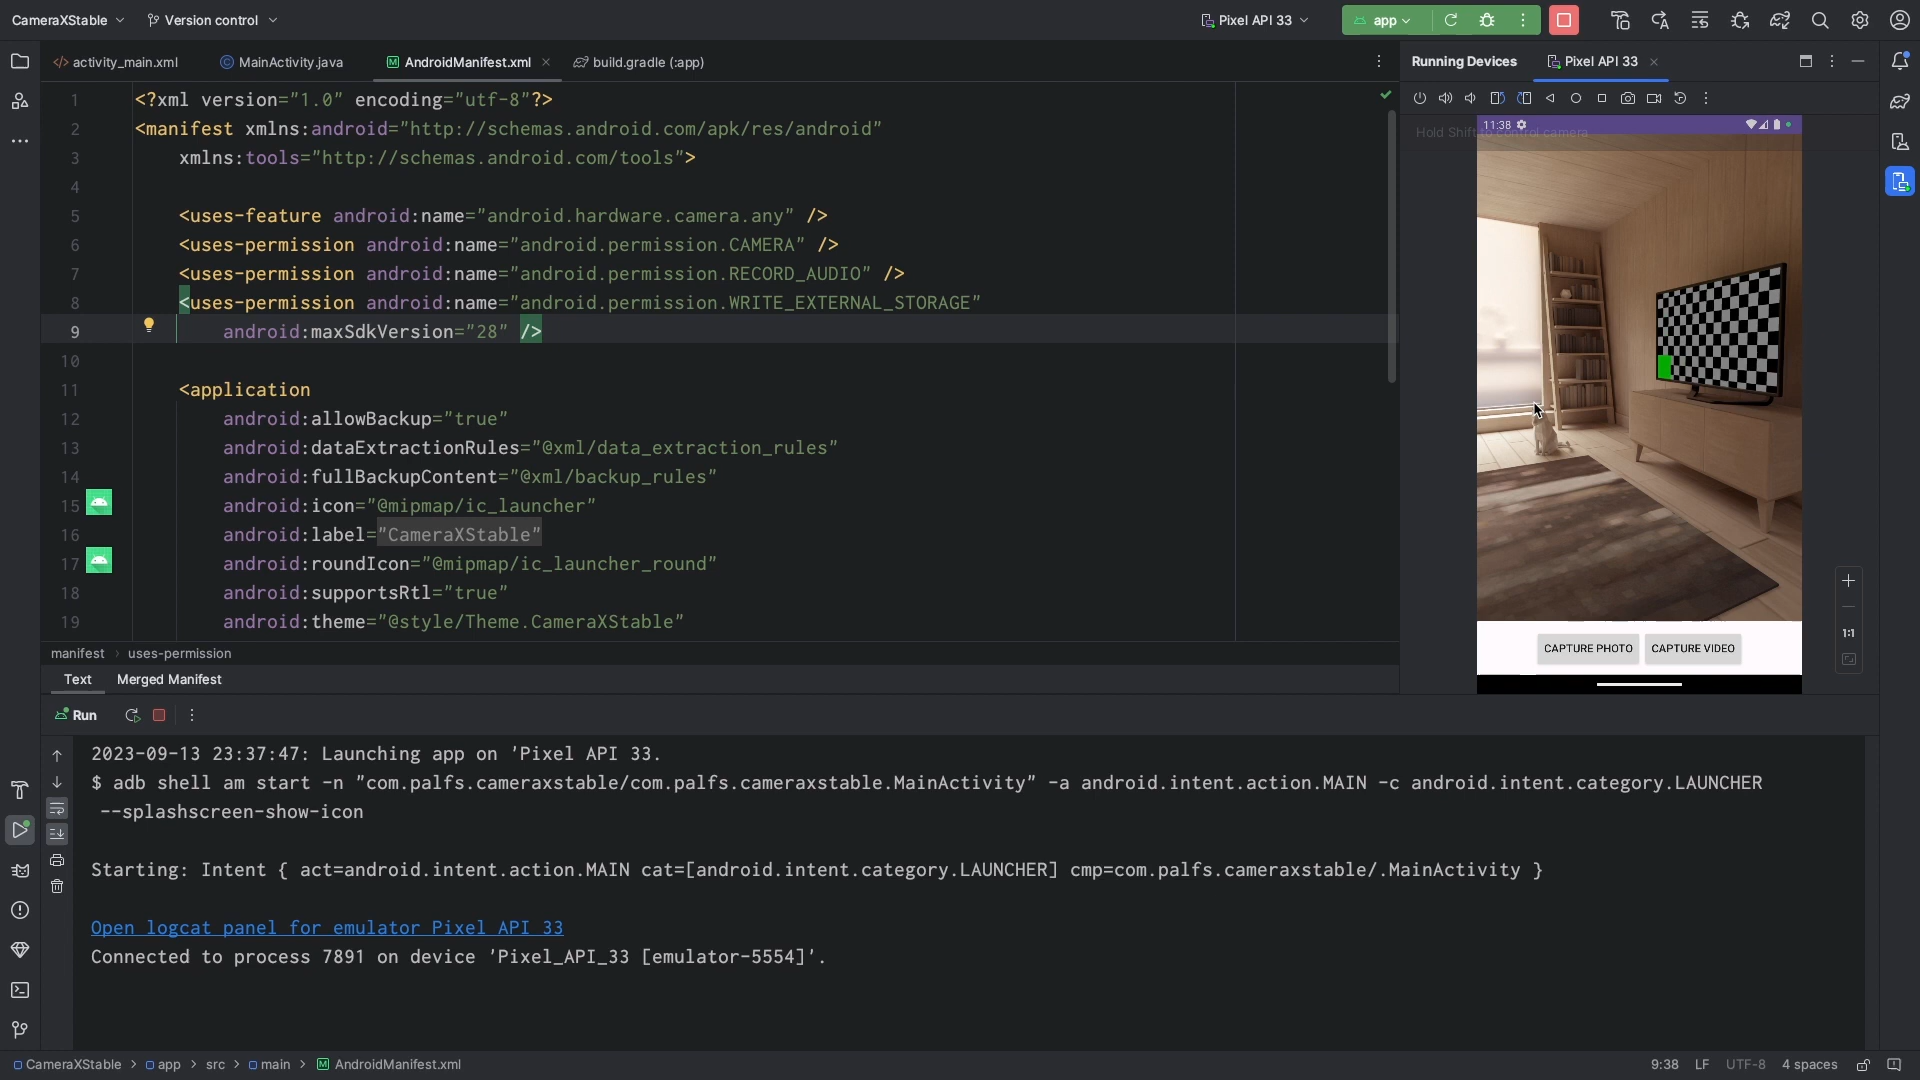 CameraXStable
Version control
Pixel API 33
app
activity_main.xml
MainActivity.java
AndroidManifest.xml
build.gradle (:app)
Running Devices
Pixel API 33
1 <?xml version="1.0" encoding="utf-8"?>
2 <manifest xmlns:android="http://schemas.android.com/apk/res/android"
3 xmlns:tools="http://schemas.android.com/tools">
4
5 <uses-feature android:name="android.hardware.camera.any" />
6 <uses-permission android:name="android.permission.CAMERA" />
7 <uses-permission android:name="android.permission.RECORD_AUDIO" />
8 <uses-permission android:name="android.permission.WRITE_EXTERNAL_STORAGE"
9 android:maxSdkVersion="28" />
10
11 <application
12 android:allowBackup="true"
13 android:dataExtractionRules="@xml/data_extraction_rules"
14 android:fullBackupContent="@xml/backup_rules"
15 android:icon="@mipmap/ic_launcher"
16 android:label="CameraXStable"
17 android:roundIcon="@mipmap/ic_launcher_round"
18 android:supportsRtl="true"
19 android:theme="@style/Theme.CameraXStable"
Hold Shift to control camera
11:38
CAPTURE PHOTO
CAPTURE VIDEO
1:1
manifest › uses-permission
Text
Merged Manifest
Run
2023-09-13 23:37:47: Launching app on 'Pixel API 33.
$ adb shell am start -n "com.palfs.cameraxstable/com.palfs.cameraxstable.MainActivity" -a android.intent.action.MAIN -c android.intent.category.LAUNCHER
--splashscreen-show-icon
Starting: Intent { act=android.intent.action.MAIN cat=[android.intent.category.LAUNCHER] cmp=com.palfs.cameraxstable/.MainActivity }
Open logcat panel for emulator Pixel API 33
Connected to process 7891 on device 'Pixel_API_33 [emulator-5554]'.
CameraXStable > app > src > main > AndroidManifest.xml
9:38
LF
UTF-8
4 spaces